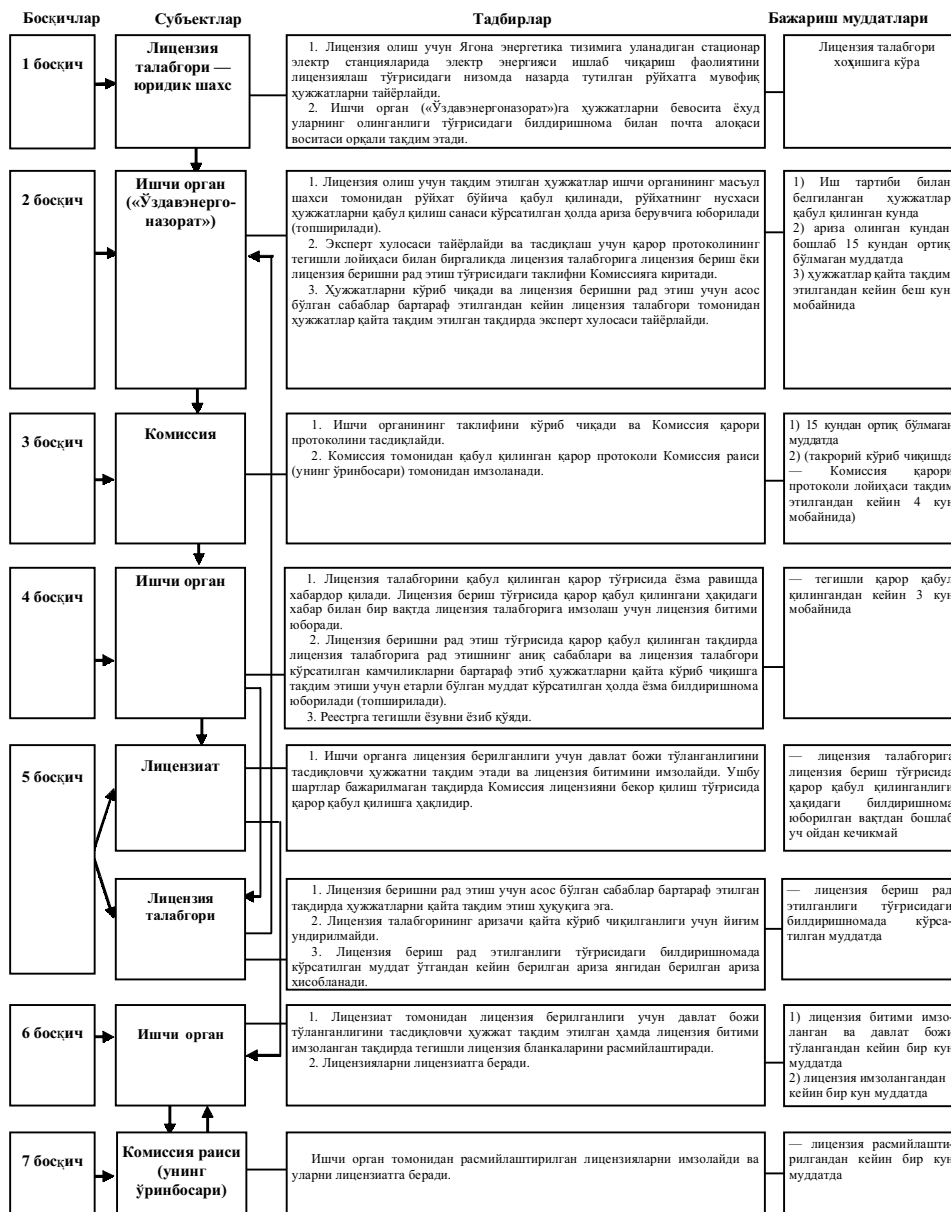 Босқичлар Субъектлар Тадбирлар Бажариш муддатлари
1 босқич
Лицензия
талабгори —
юридик шахс
1. Лицензия олиш учун Ягона энергетика тизимига уланадиган стационар
электр станцияларида электр энергияси ишлаб чиқариш фаолиятини
лицензиялаш тўғрисидаги низомда назарда тутилган рўйхатга мувофиқ
ҳужжатларни тайёрлайди.
2. Ишчи орган («Ўздавэнергоназорат»)га ҳужжатларни бевосита ёҳуд
уларнинг олинганлиги тўғрисидаги билдиришнома билан почта алоқаси
воситаси орқали тақдим этади.
Лицензия талабгори
хоҳишига кўра
2 босқич
Ишчи орган
(«Ўздавэнерго-
назорат»)
1. Лицензия олиш учун тақдим этилган ҳужжатлар ишчи органининг масъул
шахси томонидан рўйхат бўйича қабул қилинади, рўйхатнинг нусхаси
ҳужжатларни қабул қилиш санаси кўрсатилган ҳолда ариза берувчига юборилади
(топширилади).
2. Эксперт хулосаси тайёрлайди ва тасдиқлаш учун қарор протоколининг
тегишли лойиҳаси билан биргаликда лицензия талабгорига лицензия бериш ёки
лицензия беришни рад этиш тўғрисидаги таклифни Комиссияга киритади.
3. Ҳужжатларни кўриб чиқади ва лицензия беришни рад этиш учун асос
бўлган сабаблар бартараф этилгандан кейин лицензия талабгори томонидан
ҳужжатлар қайта тақдим этилган тақдирда эксперт хулосаси тайёрлайди.
1) Иш тартиби билан
белгиланган ҳужжатлар
қабул қилинган кунда
2) ариза олинган кундан
бошлаб 15 кундан ортиқ
бўлмаган муддатда
3) ҳужжатлар қайта тақдим
этилгандан кейин беш кун
мобайнида
3 босқич
Комиссия
1. Ишчи органининг таклифини кўриб чиқади ва Комиссия қарори
протоколини тасдиқлайди.
2. Комиссия томонидан қабул қилинган қарор протоколи Комиссия раиси
(унинг ўринбосари) томонидан имзоланади.
1) 15 кундан ортиқ бўлмаган
муддатда
2) (такрорий кўриб чиқишда
— Комиссия қарори
протоколи лойиҳаси тақдим
этилгандан кейин 4 кун
мобайнида)
4 босқич
Ишчи орган
1. Лицензия талабгорини қабул қилинган қарор тўғрисида ёзма равишда
хабардор қилади. Лицензия бериш тўғрисида қарор қабул қилингани ҳақидаги
хабар билан бир вақтда лицензия талабгорига имзолаш учун лицензия битими
юборади.
2. Лицензия беришни рад этиш тўғрисида қарор қабул қилинган тақдирда
лицензия талабгорига рад этишнинг аниқ сабаблари ва лицензия талабгори
кўрсатилган камчиликларни бартараф этиб ҳужжатларни қайта кўриб чиқишга
тақдим этиши учун етарли бўлган муддат кўрсатилган ҳолда ёзма билдиришнома
юборилади (топширилади).
3. Реестрга тегишли ёзувни ёзиб қўяди.
— тегишли қарор қабул
қилингандан кейин 3 кун
мобайнида
5 босқич
Лицензиат
1. Ишчи органга лицензия берилганлиги учун давлат божи тўланганлигини
тасдиқловчи ҳужжатни тақдим этади ва лицензия битимини имзолайди. Ушбу
шартлар бажарилмаган тақдирда Комиссия лицензияни бекор қилиш тўғрисида
қарор қабул қилишга ҳақлидир.
— лицензия талабгорига
лицензия бериш тўғрисида
қарор қабул қилинганлиги
ҳақидаги билдиришнома
юборилган вақтдан бошлаб
уч ойдан кечикмай
Лицензия
талабгори
1. Лицензия беришни рад этиш учун асос бўлган сабаблар бартараф этилган
тақдирда ҳужжатларни қайта тақдим этиш ҳуқуқига эга.
2. Лицензия талабгорининг аризачи қайта кўриб чиқилганлиги учун йиғим
ундирилмайди.
3. Лицензия бериш рад этилганлиги тўғрисидаги билдиришномада
кўрсатилган муддат ўтгандан кейин берилган ариза янгидан берилган ариза
хисобланади.
— лицензия бериш рад
этилганлиги тўғрисидаги
билдиришномада кўрса-
тилган муддатда
6 босқич
Ишчи орган
1. Лицензиат томонидан лицензия берилганлиги учун давлат божи
тўланганлигини тасдиқловчи ҳужжат тақдим этилган ҳамда лицензия битими
имзоланган тақдирда тегишли лицензия бланкаларини расмийлаштиради.
2. Лицензияларни лицензиатга беради.
1) лицензия битими имзо-
ланган ва давлат божи
тўлангандан кейин бир кун
муддатда
2) лицензия имзолангандан
кейин бир кун муддатда
7 босқич
Комиссия раиси
(унинг
ўринбосари)
Ишчи орган томонидан расмийлаштирилган лицензияларни имзолайди ва
уларни лицензиатга беради.
— лицензия расмийлашти-
рилгандан кейин бир кун
муддатда